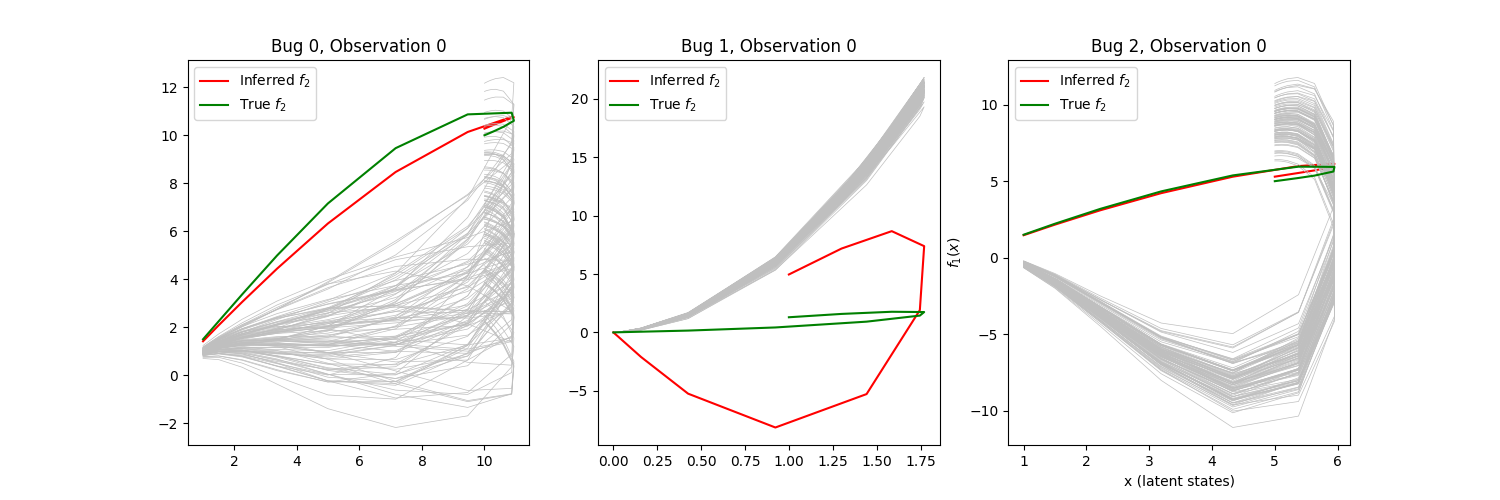 Bug 0, Observation 0
Inferred f₂
True f₂
12
10
8
6
4
2
0
−2
2 4 6 8 10
Bug 1, Observation 0
Inferred f₂
True f₂
20
15
10
5
0
−5
0.00 0.25 0.50 0.75 1.00 1.25 1.50 1.75
Bug 2, Observation 0
Inferred f₂
True f₂
f₁(x)
10
5
0
−5
−10
1 2 3 4 5 6
x (latent states)